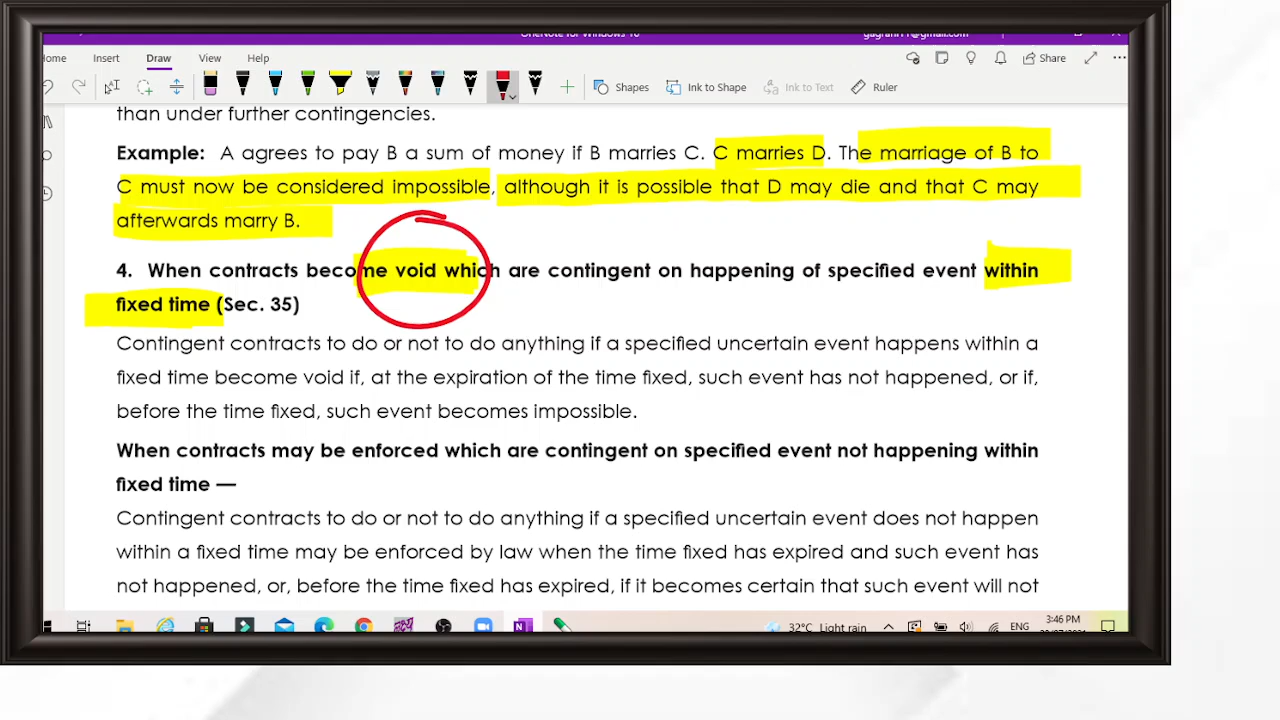 OneNote for Windows 10
Home Insert Draw View Help Share
Shapes Ink to Shape Ink to Text Ruler
than under further contingencies.
Example: A agrees to pay B a sum of money if B marries C. C marries D. The marriage of B to
C must now be considered impossible, although it is possible that D may die and that C may
afterwards marry B.
4. When contracts become void which are contingent on happening of specified event within
fixed time (Sec. 35)
Contingent contracts to do or not to do anything if a specified uncertain event happens within a
fixed time become void if, at the expiration of the time fixed, such event has not happened, or if,
before the time fixed, such event becomes impossible.
When contracts may be enforced which are contingent on specified event not happening within
fixed time —
Contingent contracts to do or not to do anything if a specified uncertain event does not happen
within a fixed time may be enforced by law when the time fixed has expired and such event has
not happened, or, before the time fixed has expired, if it becomes certain that such event will not
32°C Light rain ENG 3:46 PM